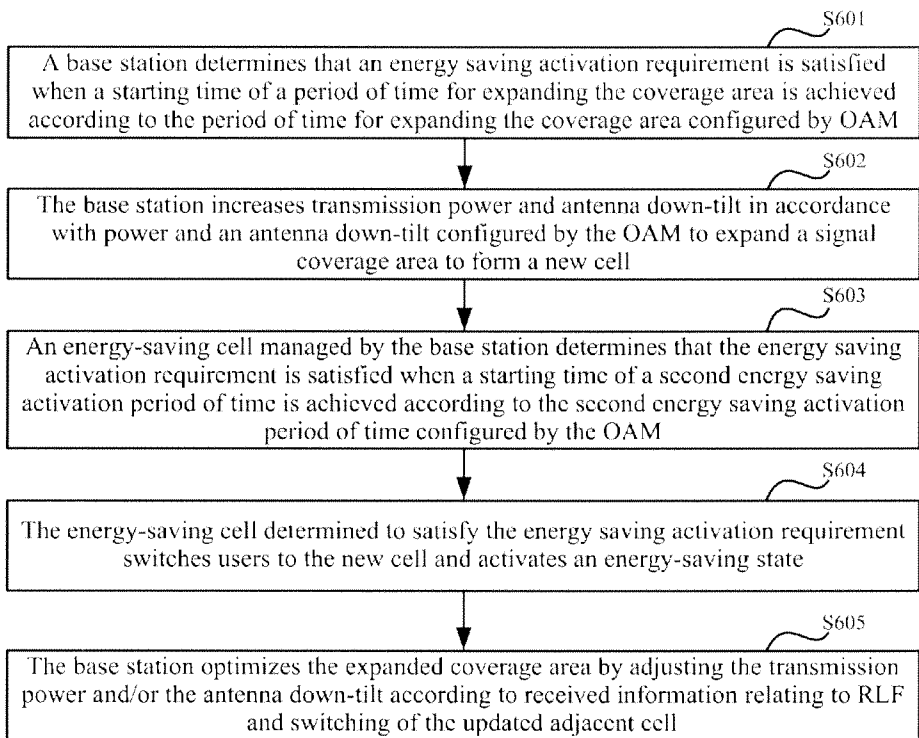 S601
A base station determines that an energy saving activation requirement is satisfied
when a starting time of a period of time for expanding the coverage area is achieved
according to the period of time for expanding the coverage area configured by OAM
S602
The base station increases transmission power and antenna down-tilt in accordance
with power and an antenna down-tilt configured by the OAM to expand a signal
coverage area to form a new cell
S603
An energy-saving cell managed by the base station determines that the energy saving
activation requirement is satisfied when a starting time of a second energy saving
activation period of time is achieved according to the second energy saving activation
period of time configured by the OAM
S604
The energy-saving cell determined to satisfy the energy saving activation requirement
switches users to the new cell and activates an energy-saving state
S605
The base station optimizes the expanded coverage area by adjusting the transmission
power and/or the antenna down-tilt according to received information relating to RLF
and switching of the updated adjacent cell